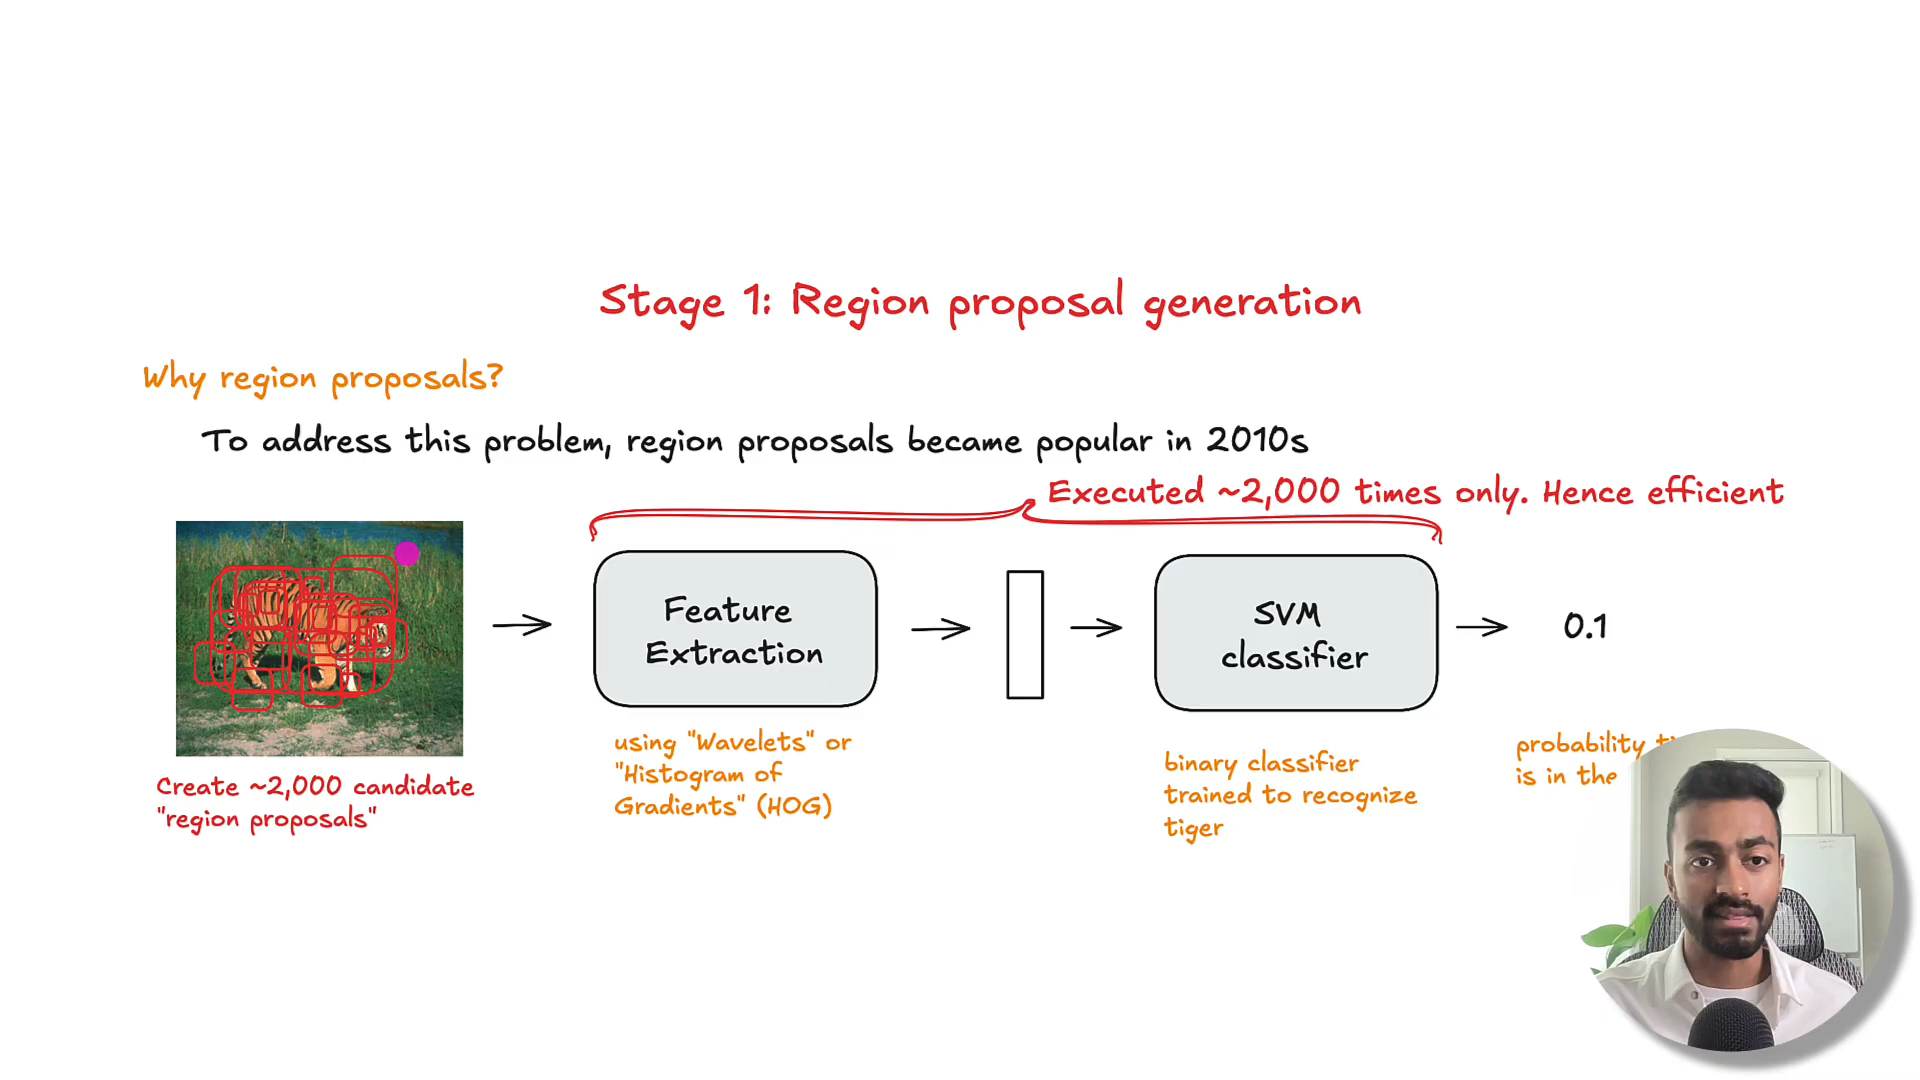 Stage 1: Region proposal generation
Why region proposals?
To address this problem, region proposals became popular in 2010s
Executed ~2,000 times only. Hence efficient
Feature
Extraction
SVM
classifier
0.1
using "Wavelets" or
"Histogram of
Gradients" (HOG)
binary classifier
trained to recognize
tiger
probability
is in the
Create ~2,000 candidate
"region proposals"